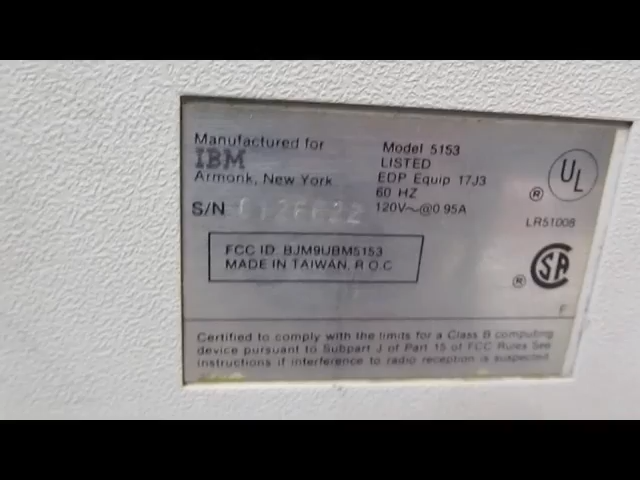 Manufactured for
IBM
Armonk, New York
S/N
Model 5153
LISTED
EDP Equip 17J3
60 HZ
120V~@0.95A
UL
®
LR51008
FCC ID BJM9UBM5153
MADE IN TAIWAN, R.O.C
SA
®
F
Certified to comply with the limits for a Class B computing
device pursuant to Subpart J of Part 15 of FCC Rules See
instructions if interference to radio reception is suspected.